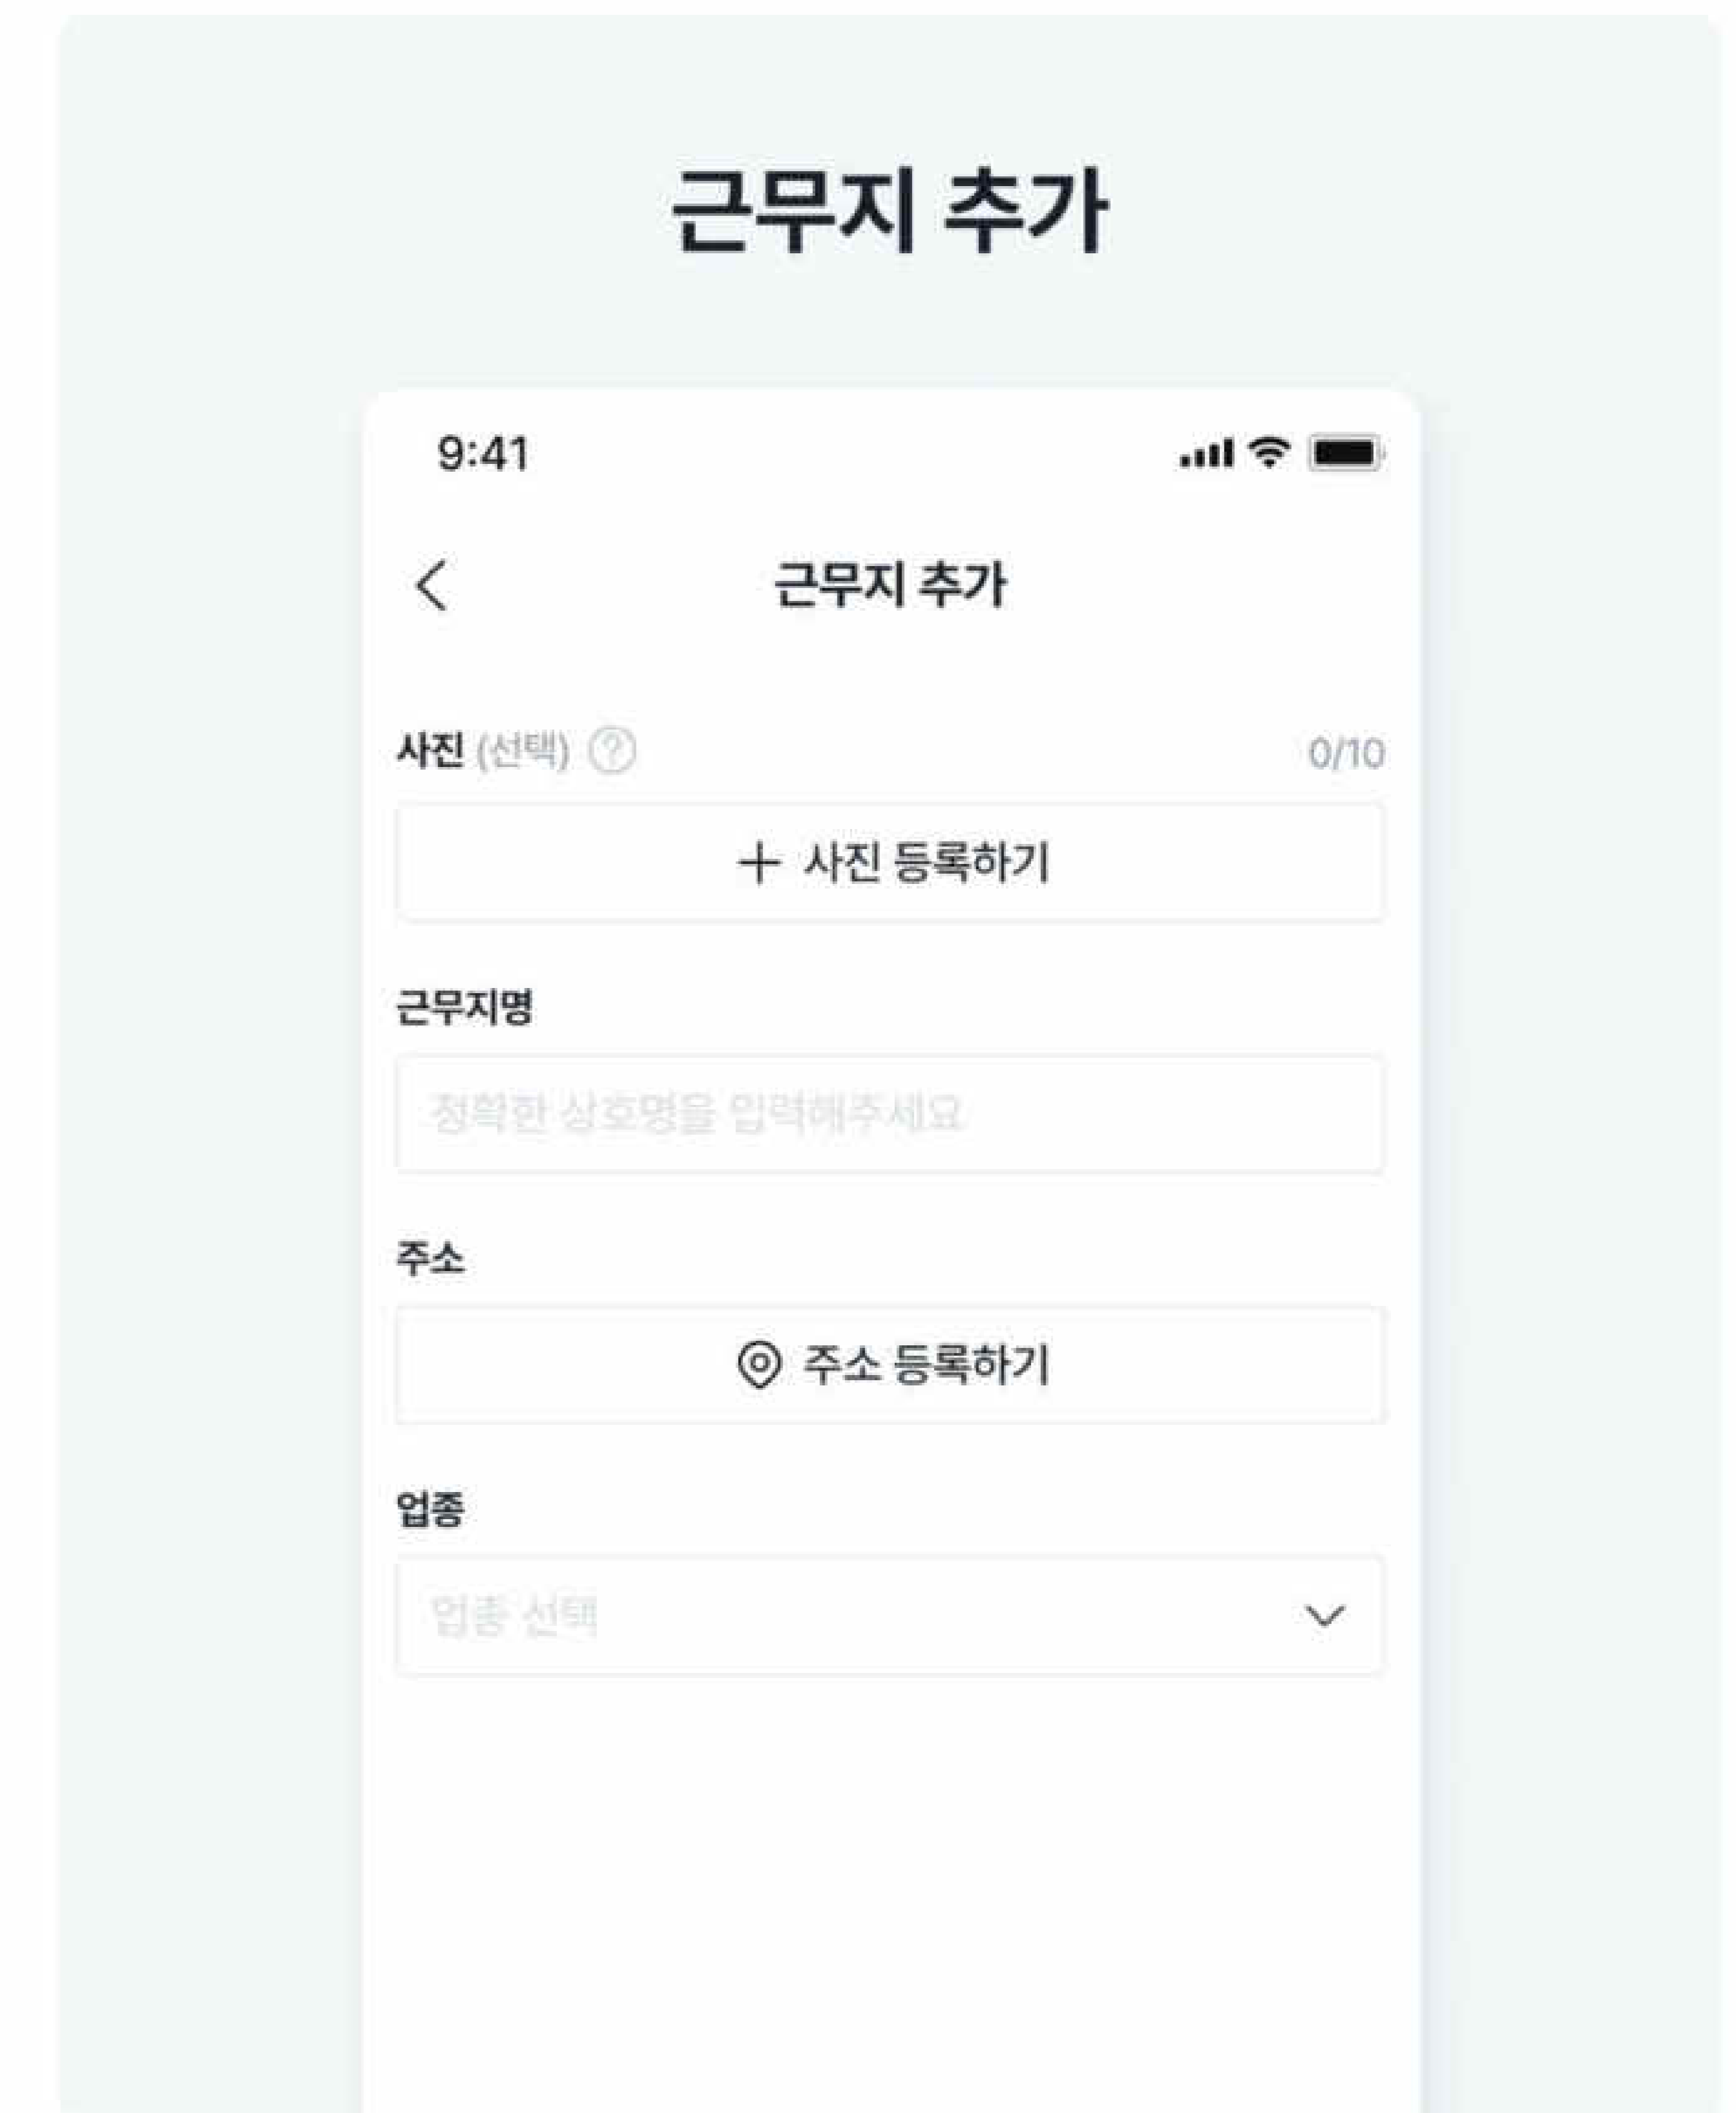 근무지 추가
9:41
근무지 추가
사진 (선택) ?
0/10
+ 사진 등록하기
근무지명
정확한 상호명을 입력해주세요
주소
주소 등록하기
업종
업종 선택